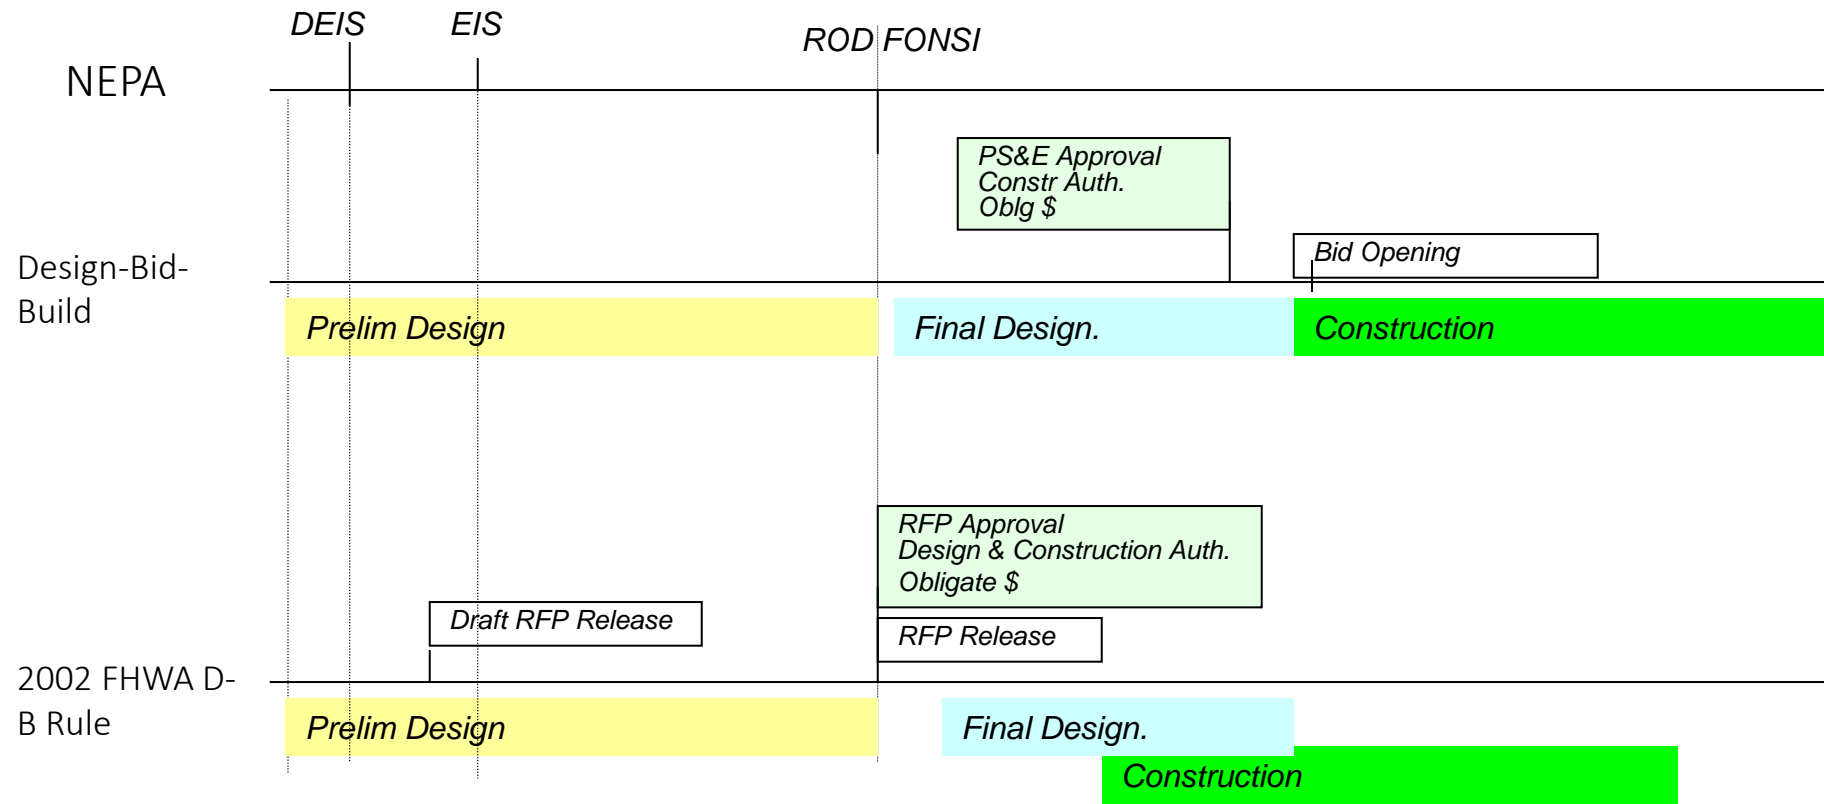 DEIS
EIS
ROD
FONSI
NEPA
PS&E Approval
Constr Auth.
Oblg $
Bid Opening
Design-Bid-
Build
Prelim Design
Final Design.
Construction
RFP Approval
Design & Construction Auth.
Obligate $
Draft RFP Release
RFP Release
2002 FHWA D-
B Rule
Prelim Design
Final Design.
Construction